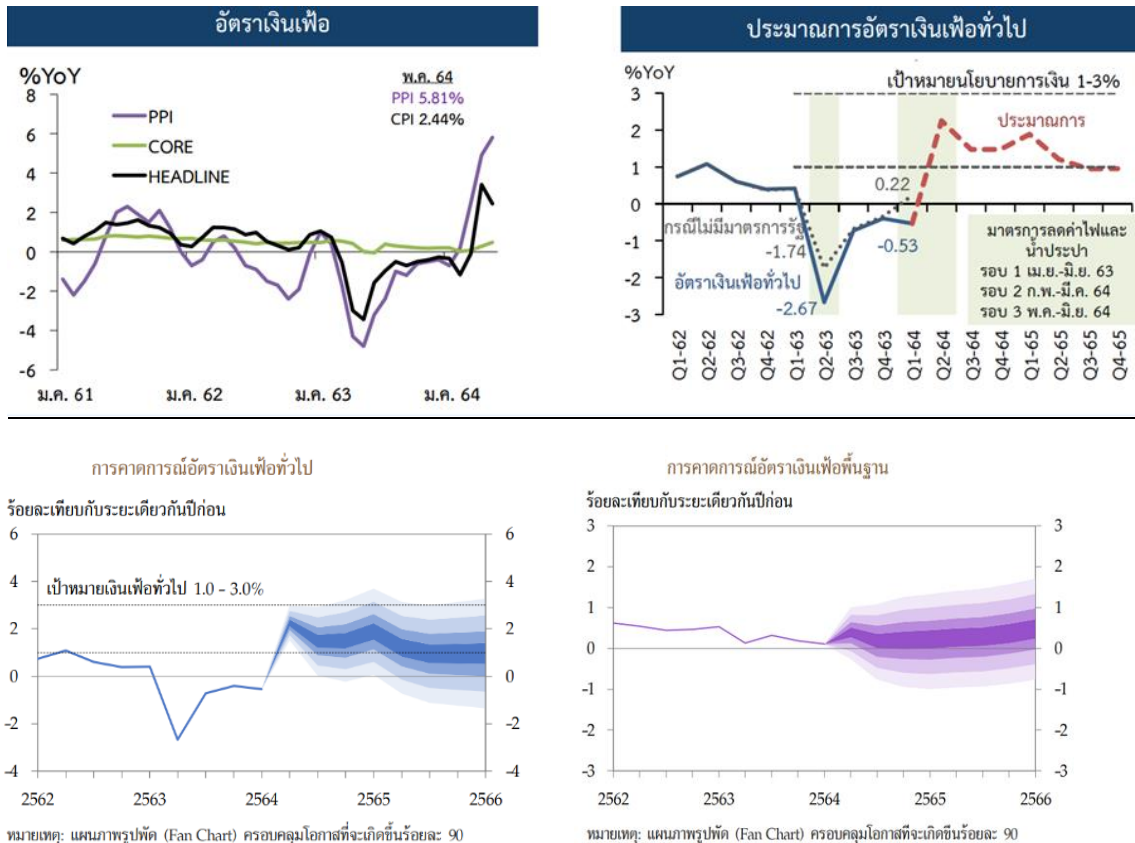 อัตราเงินเฟ้อ
%YoY
8
6
4
2
0
-2
-4
-6
PPI
CORE
HEADLINE
พ.ค. 64
PPI 5.81%
CPI 2.44%
ม.ค. 61
ม.ค. 62
ม.ค. 63
ม.ค. 64
ประมาณการอัตราเงินเฟ้อทั่วไป
%YoY
เป้าหมายนโยบายการเงิน 1-3%
3
2
1
0
-1
-2
-3
ประมาณการ
0.22
กรณีไม่มีมาตรการรัฐ
-1.74
-0.53
อัตราเงินเฟ้อทั่วไป
-2.67
มาตรการลดค่าไฟและ
น้ำประปา
รอบ 1 เม.ย.-มิ.ย. 63
รอบ 2 ก.พ.-มี.ค. 64
รอบ 3 พ.ค.-มิ.ย. 64
Q1-62
Q2-62
Q3-62
Q4-62
Q1-63
Q2-63
Q3-63
Q4-63
Q1-64
Q2-64
Q3-64
Q4-64
Q1-65
Q2-65
Q3-65
Q4-65
การคาดการณ์อัตราเงินเฟ้อทั่วไป
ร้อยละเทียบกับระยะเดียวกันปีก่อน
6 6
เป้าหมายเงินเฟ้อทั่วไป 1.0 – 3.0%
4 4
2 2
0 0
-2 -2
-4 -4
2562 2563 2564 2565 2566
หมายเหตุ: แผนภาพรูปพัด (Fan Chart) ครอบคลุมโอกาสที่จะเกิดขึ้นร้อยละ 90
การคาดการณ์อัตราเงินเฟ้อพื้นฐาน
ร้อยละเทียบกับระยะเดียวกันปีก่อน
3 3
2 2
1 1
0 0
-1 -1
-2 -2
-3 -3
2562 2563 2564 2565 2566
หมายเหตุ: แผนภาพรูปพัด (Fan Chart) ครอบคลุมโอกาสที่จะเกิดขึ้นร้อยละ 90